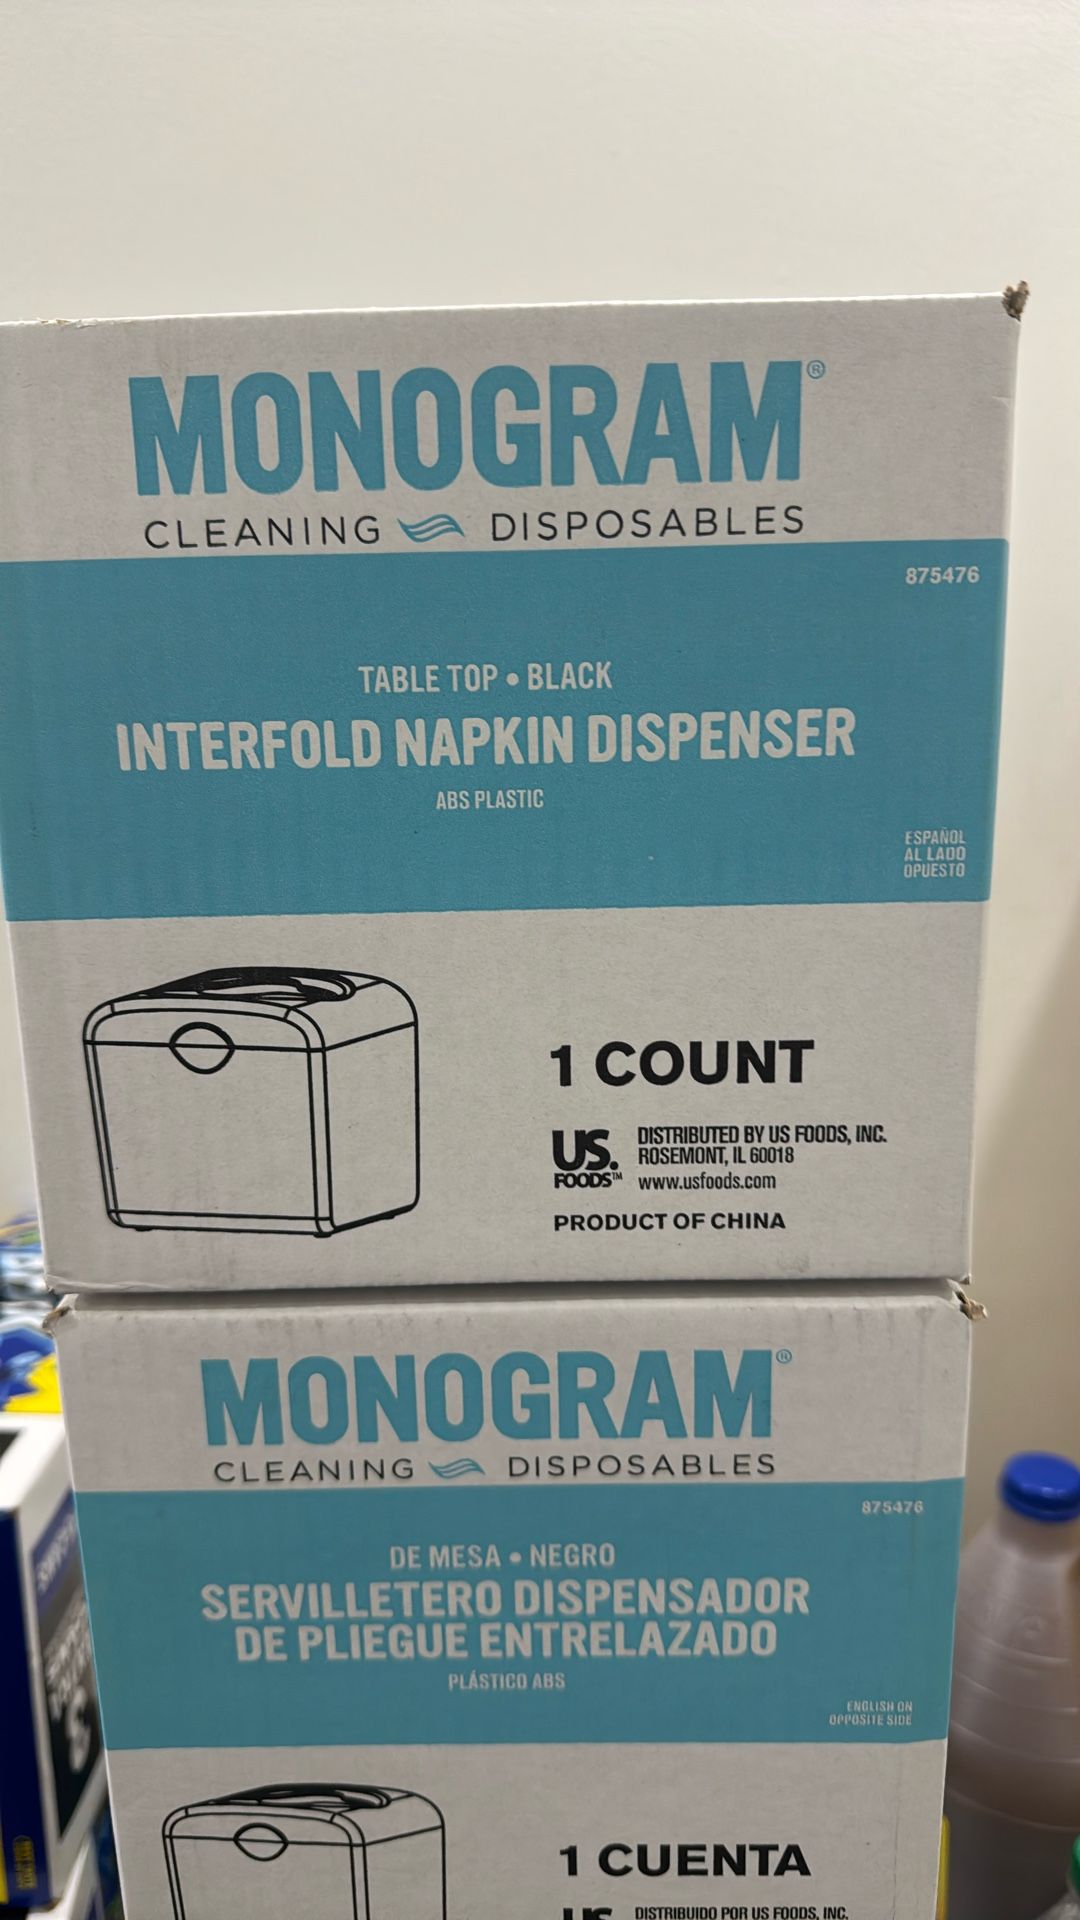 MONOGRAM®
CLEANING DISPOSABLES
875476
TABLE TOP • BLACK
INTERFOLD NAPKIN DISPENSER
ABS PLASTIC
ESPAÑOL
AL LADO
OPUESTO
1 COUNT
US.
FOODS™
DISTRIBUTED BY US FOODS, INC.
ROSEMONT, IL 60018
www.usfoods.com
PRODUCT OF CHINA
MONOGRAM®
CLEANING DISPOSABLES
875476
DE MESA • NEGRO
SERVILLETERO DISPENSADOR
DE PLIEGUE ENTRELAZADO
PLÁSTICO ABS
ENGLISH ON
OPPOSITE SIDE
1 CUENTA
US
DISTRIBUIDO POR US FOODS, INC.
3